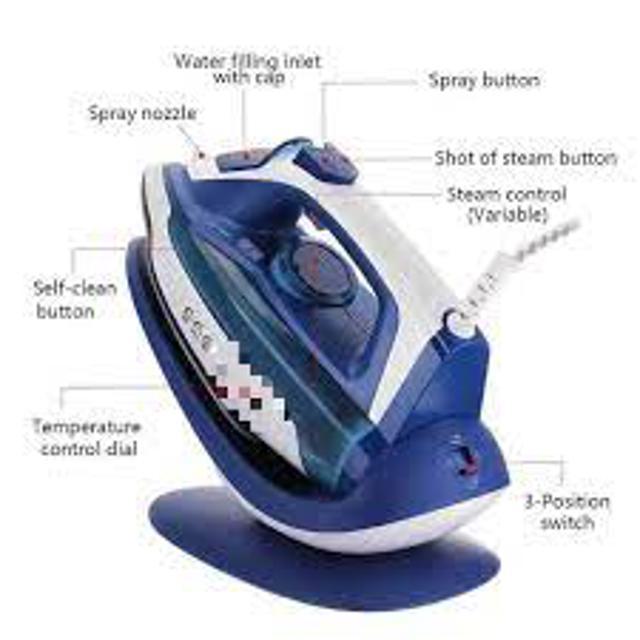 Water filling inlet
with cap
Spray button
Spray nozzle
Shot of steam button
Steam control
(Variable)
Self-clean
button
Temperature
control dial
3-Position
switch